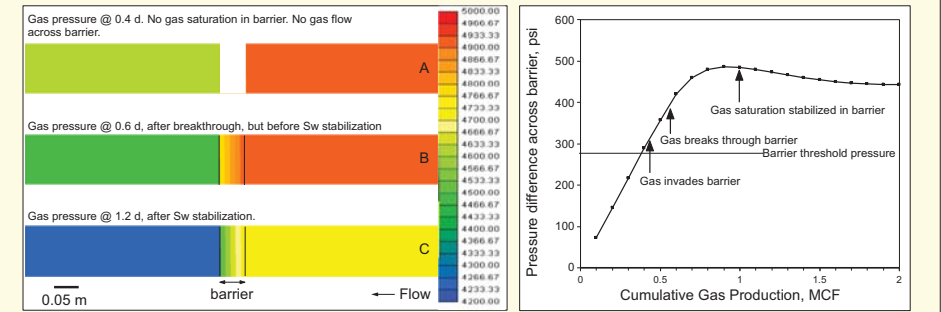 Gas pressure @ 0.4 d. No gas saturation in barrier. No gas flow
across barrier.
A
Gas pressure @ 0.6 d, after breakthrough, but before Sw stabilization
B
Gas pressure @ 1.2 d, after Sw stabilization.
C
0.05 m
barrier
Flow
5000.00
4966.67
4933.33
4900.00
4866.67
4833.33
4800.00
4766.67
4733.33
4700.00
4666.67
4633.33
4600.00
4566.67
4533.33
4500.00
4466.67
4433.33
4400.00
4366.67
4333.33
4300.00
4266.67
4233.33
4200.00
Pressure difference across barrier, psi
600
500
400
300
200
100
0
Gas saturation stabilized in barrier
Gas breaks through barrier
Barrier threshold pressure
Gas invades barrier
0 0.5 1 1.5 2
Cumulative Gas Production, MCF